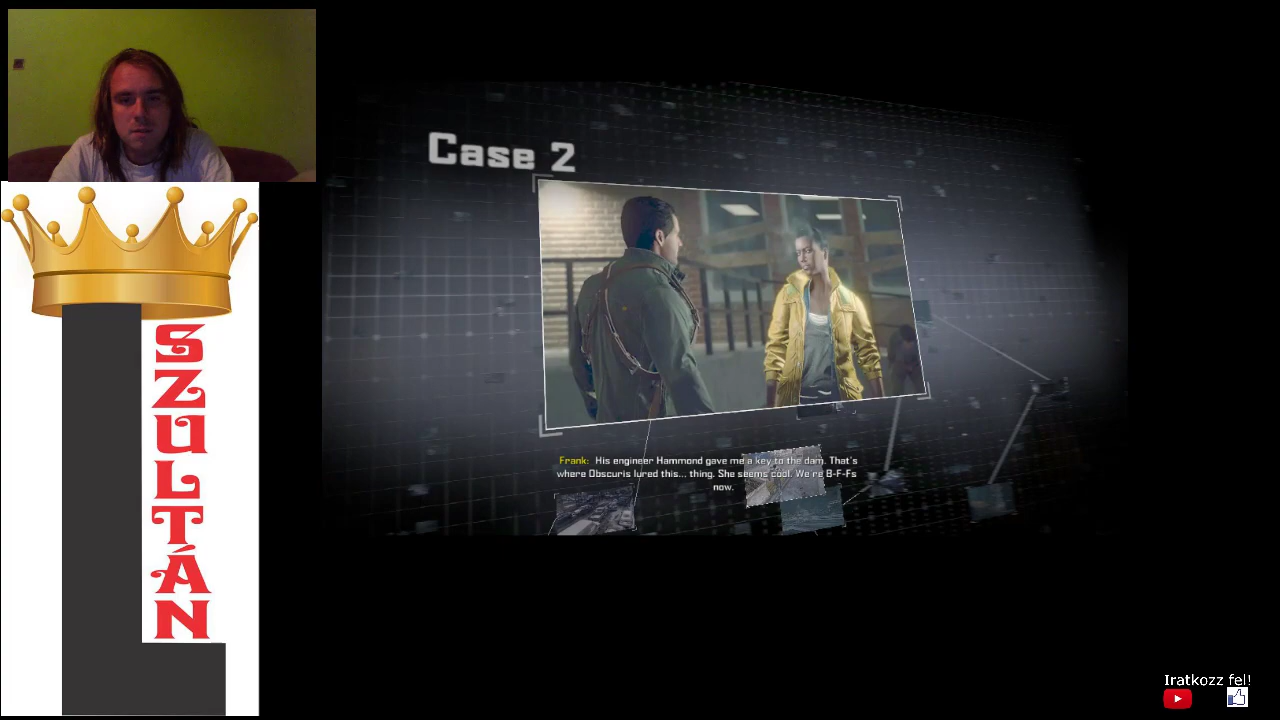 Case 2
Frank: His engineer Hammond gave me a key to the dam. That's
where Obscuris lured this... thing. She seems cool. We're B-F-Fs
now.
L
SZULTÁN
Iratkozz fel!